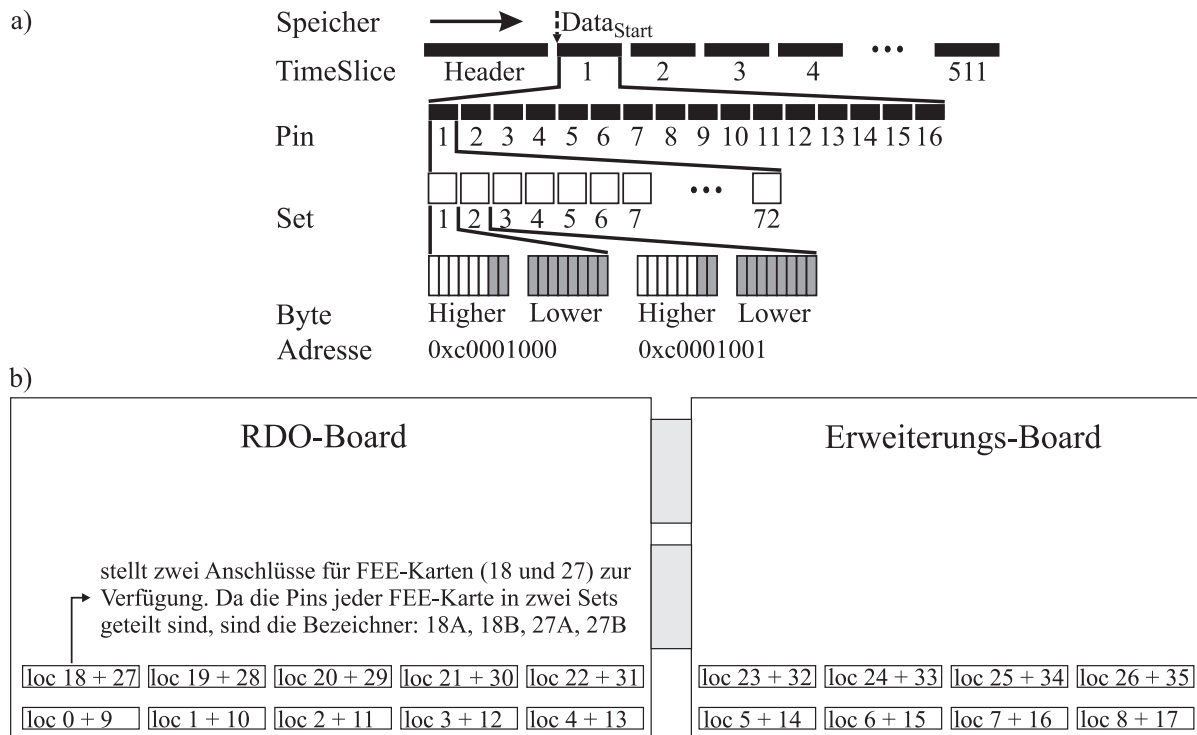 a)
Speicher
DataStart
TimeSlice
Header 1 2 3 4 ••• 511
Pin
1 2 3 4 5 6 7 8 9 10 11 12 13 14 15 16
Set
1 2 3 4 5 6 7 ••• 72
Byte
Higher Lower Higher Lower
Adresse
0xc0001000 0xc0001001
b)
RDO-Board
stellt zwei Anschlüsse für FEE-Karten (18 und 27) zur
Verfügung. Da die Pins jeder FEE-Karte in zwei Sets
geteilt sind, sind die Bezeichner: 18A, 18B, 27A, 27B
loc 18 + 27 loc 19 + 28 loc 20 + 29 loc 21 + 30 loc 22 + 31
loc 0 + 9 loc 1 + 10 loc 2 + 11 loc 3 + 12 loc 4 + 13
Erweiterungs-Board
loc 23 + 32 loc 24 + 33 loc 25 + 34 loc 26 + 35
loc 5 + 14 loc 6 + 15 loc 7 + 16 loc 8 + 17